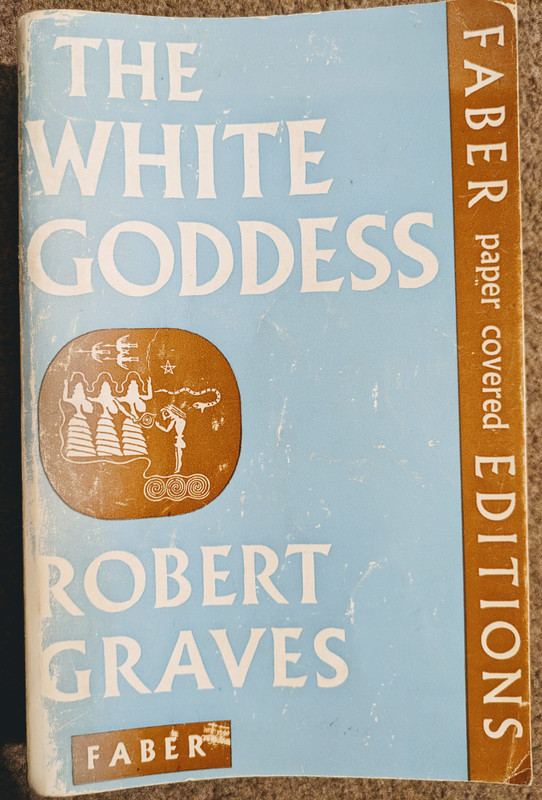 THE
WHITE
GODDESS
ROBERT
GRAVES
FABER
FABER paper covered EDITIONS